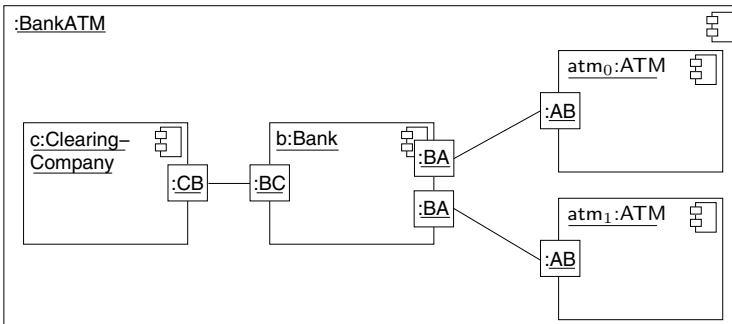 :BankATM
atm₀:ATM
:AB
c:Clearing–
Company
b:Bank
:BA
:CB
:BC
:BA
atm₁:ATM
:AB